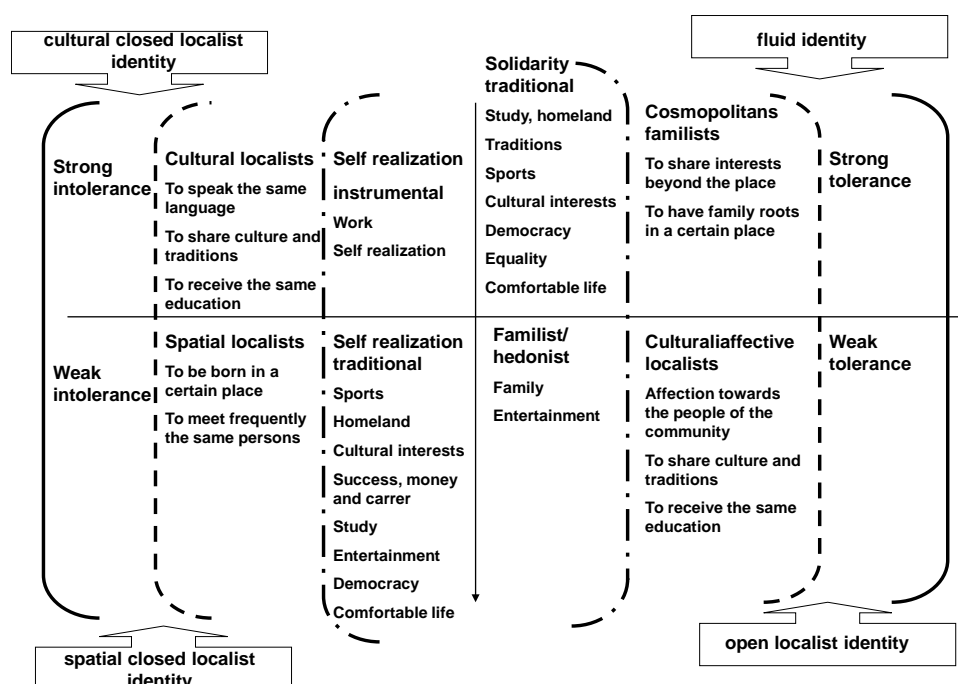 cultural closed localist
identity
fluid identity
Strong
intolerance
Cultural localists
To speak the same
language
To share culture and
traditions
To receive the same
education
Self realization
instrumental
Work
Self realization
Solidarity
traditional
Study, homeland
Traditions
Sports
Cultural interests
Democracy
Equality
Comfortable life
Cosmopolitans
familists
To share interests
beyond the place
To have family roots
in a certain place
Strong
tolerance
Weak
intolerance
Spatial localists
To be born in a
certain place
To meet frequently
the same persons
Self realization
traditional
Sports
Homeland
Cultural interests
Success, money
and carrer
Study
Entertainment
Democracy
Comfortable life
Familist/
hedonist
Family
Entertainment
Culturaliaffective
localists
Affection towards
the people of the
community
To share culture and
traditions
To receive the same
education
Weak
tolerance
spatial closed localist
identity
open localist identity